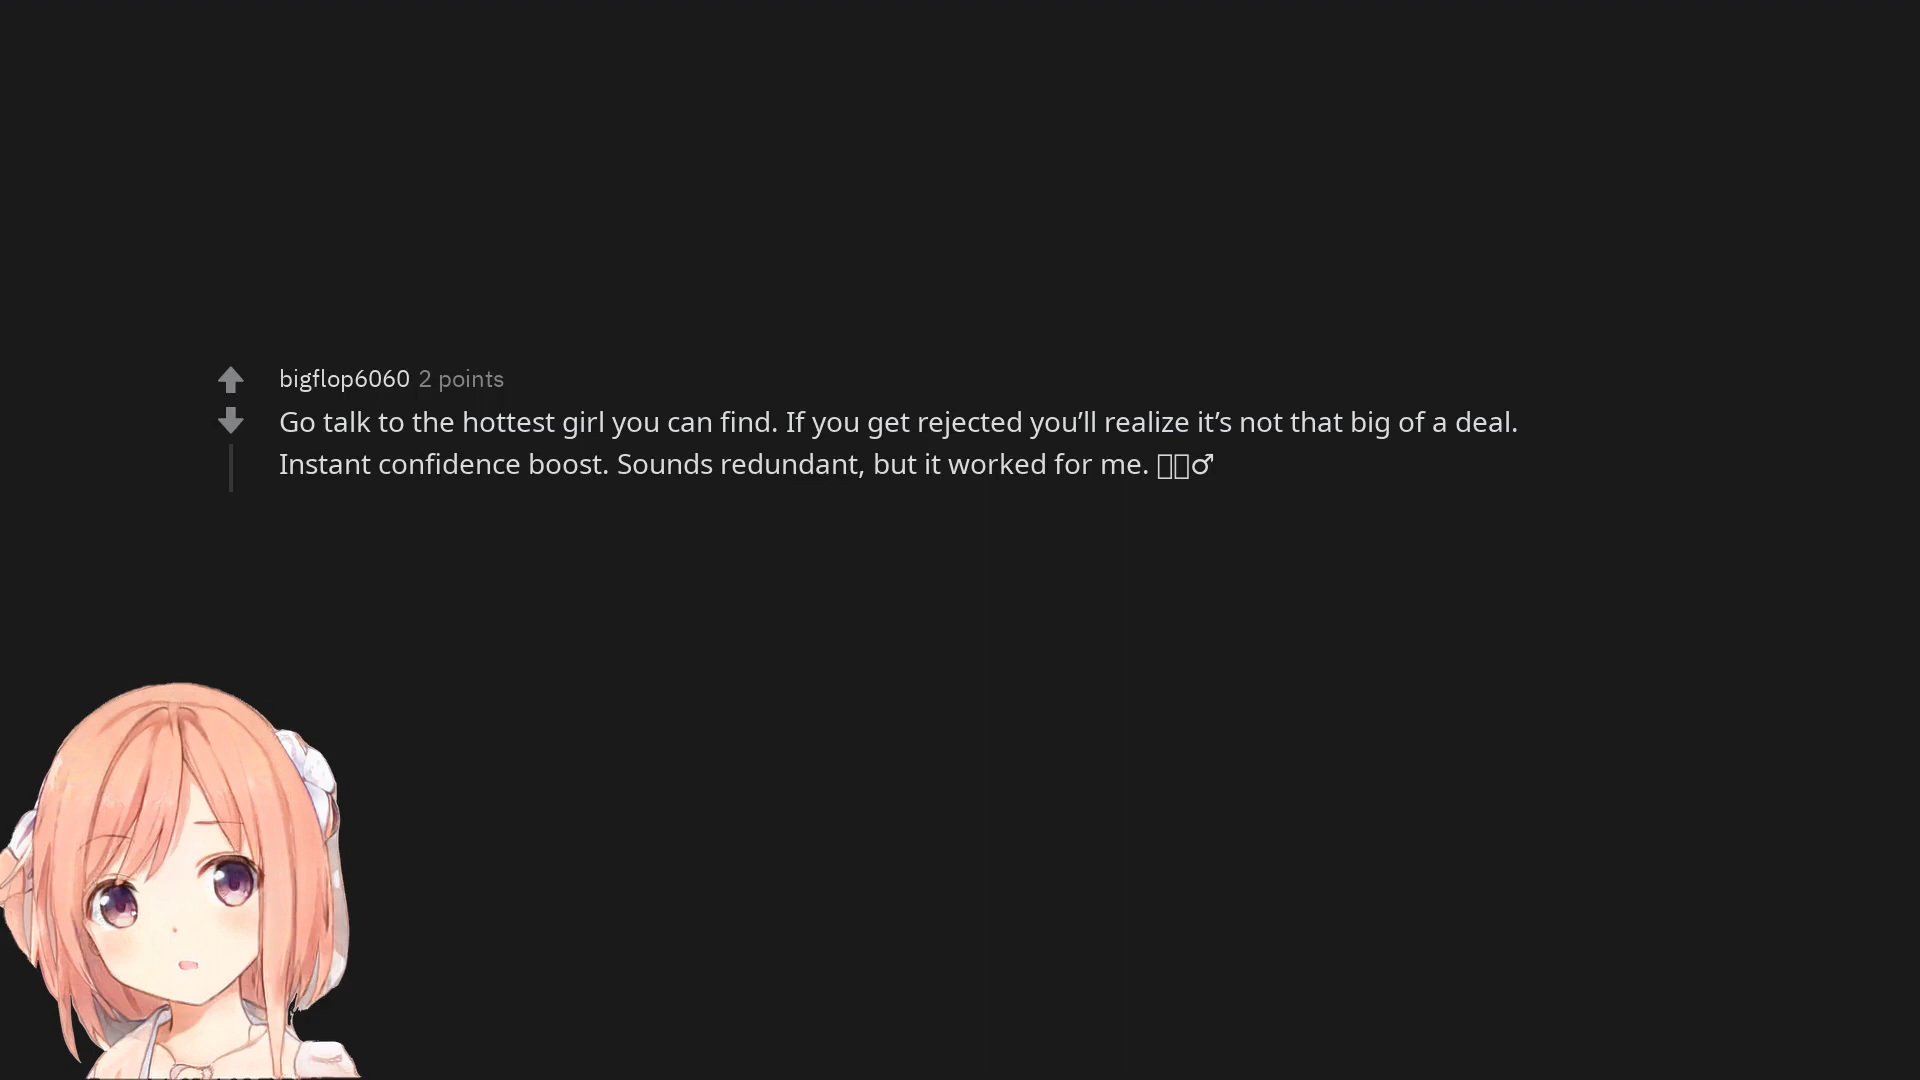 bigflop6060 2 points
Go talk to the hottest girl you can find. If you get rejected you’ll realize it’s not that big of a deal.
Instant confidence boost. Sounds redundant, but it worked for me. ▯▯♂